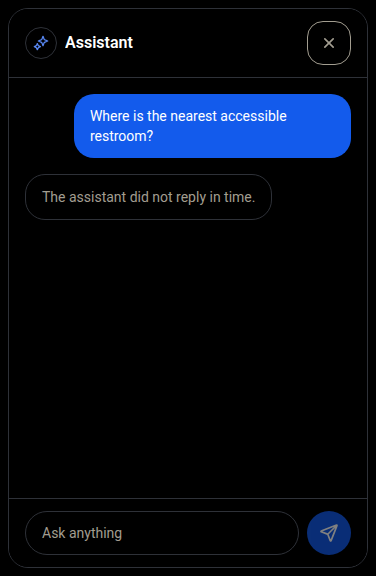 Assistant
Where is the nearest accessible
restroom?
The assistant did not reply in time.
Ask anything